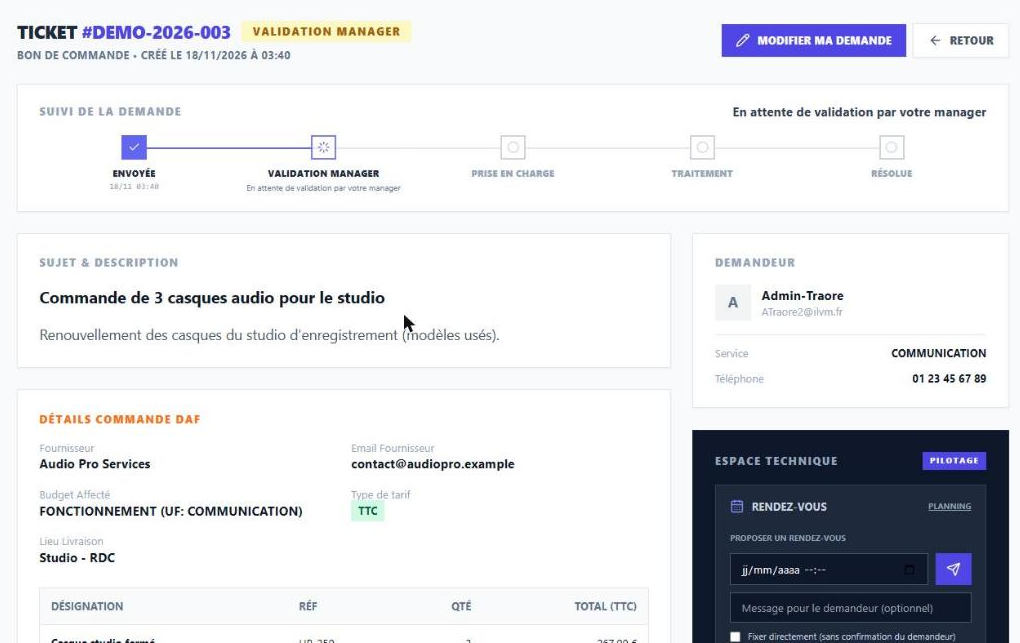 TICKET #DEMO-2026-003 VALIDATION MANAGER
BON DE COMMANDE • CRÉÉ LE 18/11/2026 À 03:40
MODIFIER MA DEMANDE
RETOUR
SUIVI DE LA DEMANDE
En attente de validation par votre manager
ENVOYÉE
18/11 03:40
VALIDATION MANAGER
En attente de validation par votre manager
PRISE EN CHARGE
TRAITEMENT
RÉSOLUE
SUJET & DESCRIPTION
Commande de 3 casques audio pour le studio
Renouvellement des casques du studio d'enregistrement (modèles usés).
DÉTAILS COMMANDE DAF
Fournisseur
Audio Pro Services
Email Fournisseur
contact@audiopro.example
Budget Affecté
FONCTIONNEMENT (UF: COMMUNICATION)
Type de tarif
TTC
Lieu Livraison
Studio - RDC
DÉSIGNATION RÉF QTÉ TOTAL (TTC)
Casque studio fermé
DEMANDEUR
A
Admin-Traore
ATraore2@ilvm.fr
Service COMMUNICATION
Téléphone 01 23 45 67 89
ESPACE TECHNIQUE PILOTAGE
RENDEZ-VOUS PLANNING
PROPOSER UN RENDEZ-VOUS
jj/mm/aaaa --:--
Message pour le demandeur (optionnel)
Fixer directement (sans confirmation du demandeur)